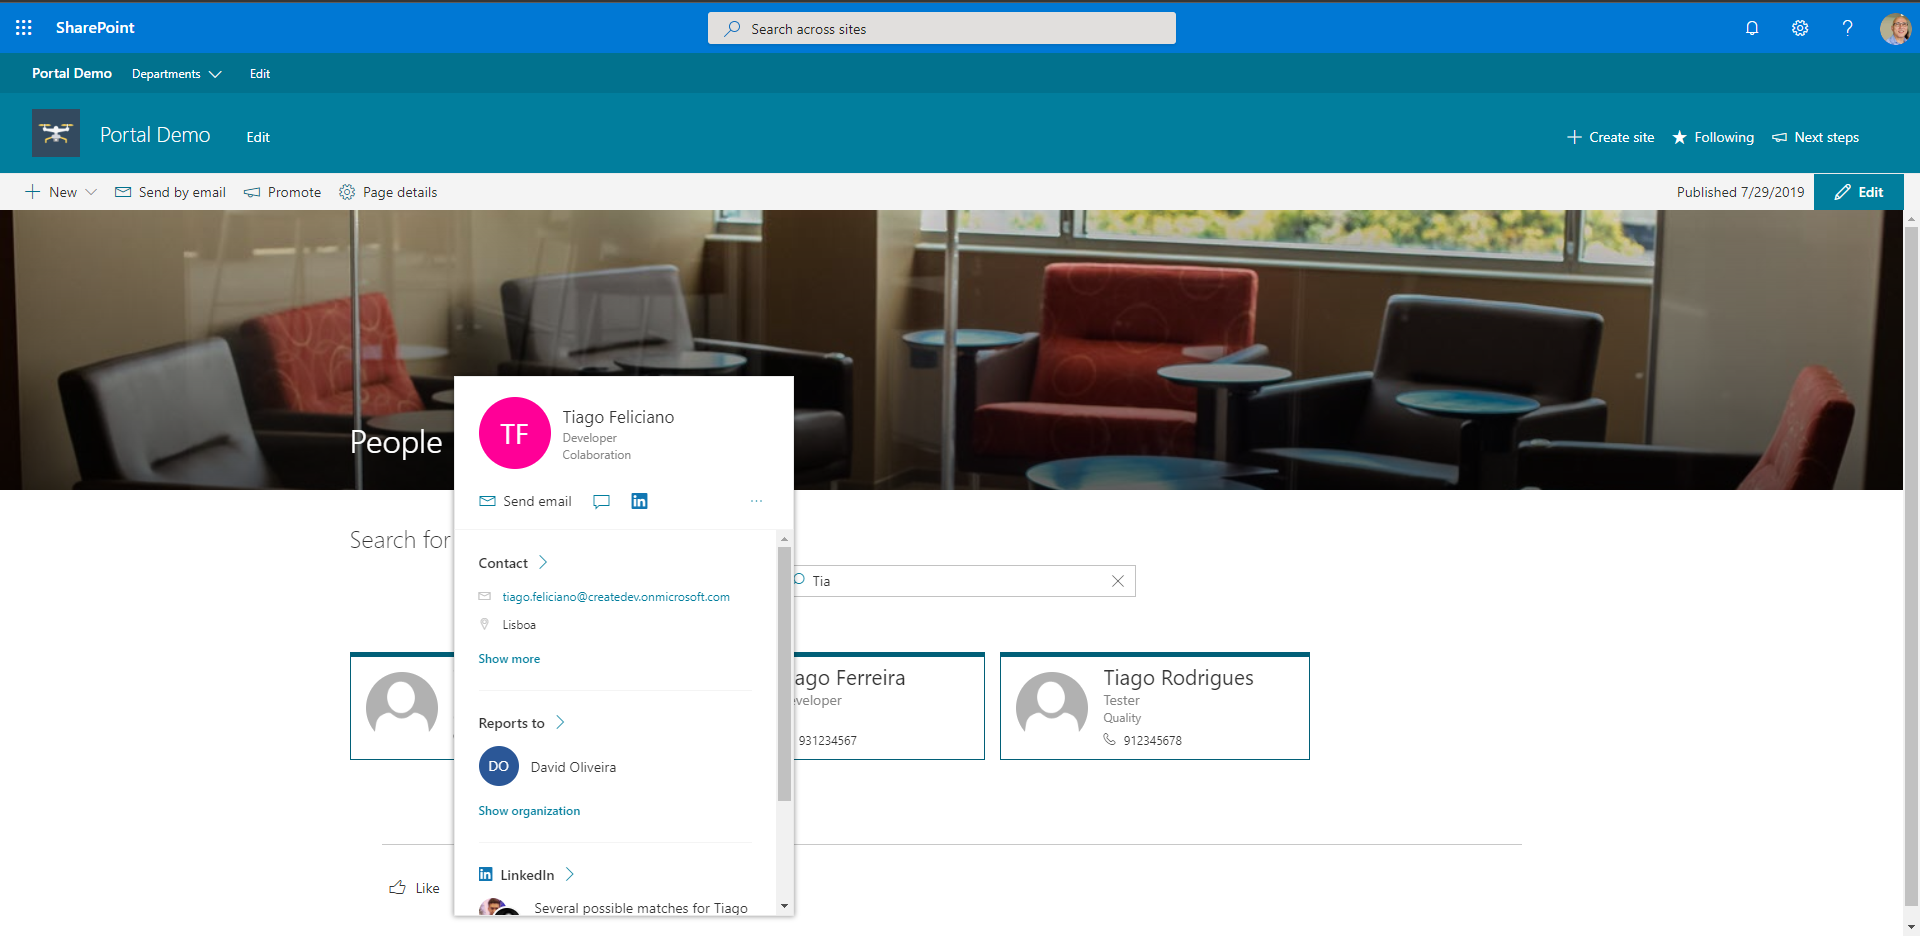 SharePoint
Search across sites
Portal Demo
Departments
Edit
Portal Demo
Edit
Create site
Following
Next steps
New
Send by email
Promote
Page details
Published 7/29/2019
Edit
People
TF
Tiago Feliciano
Developer
Colaboration
Send email
in
Search for
Contact
tiago.feliciano@createdev.onmicrosoft.com
Lisboa
Show more
Reports to
DO
David Oliveira
Show organization
in LinkedIn
Several possible matches for Tiago
Tia
ago Ferreira
eveloper
931234567
Tiago Rodrigues
Tester
Quality
912345678
Like